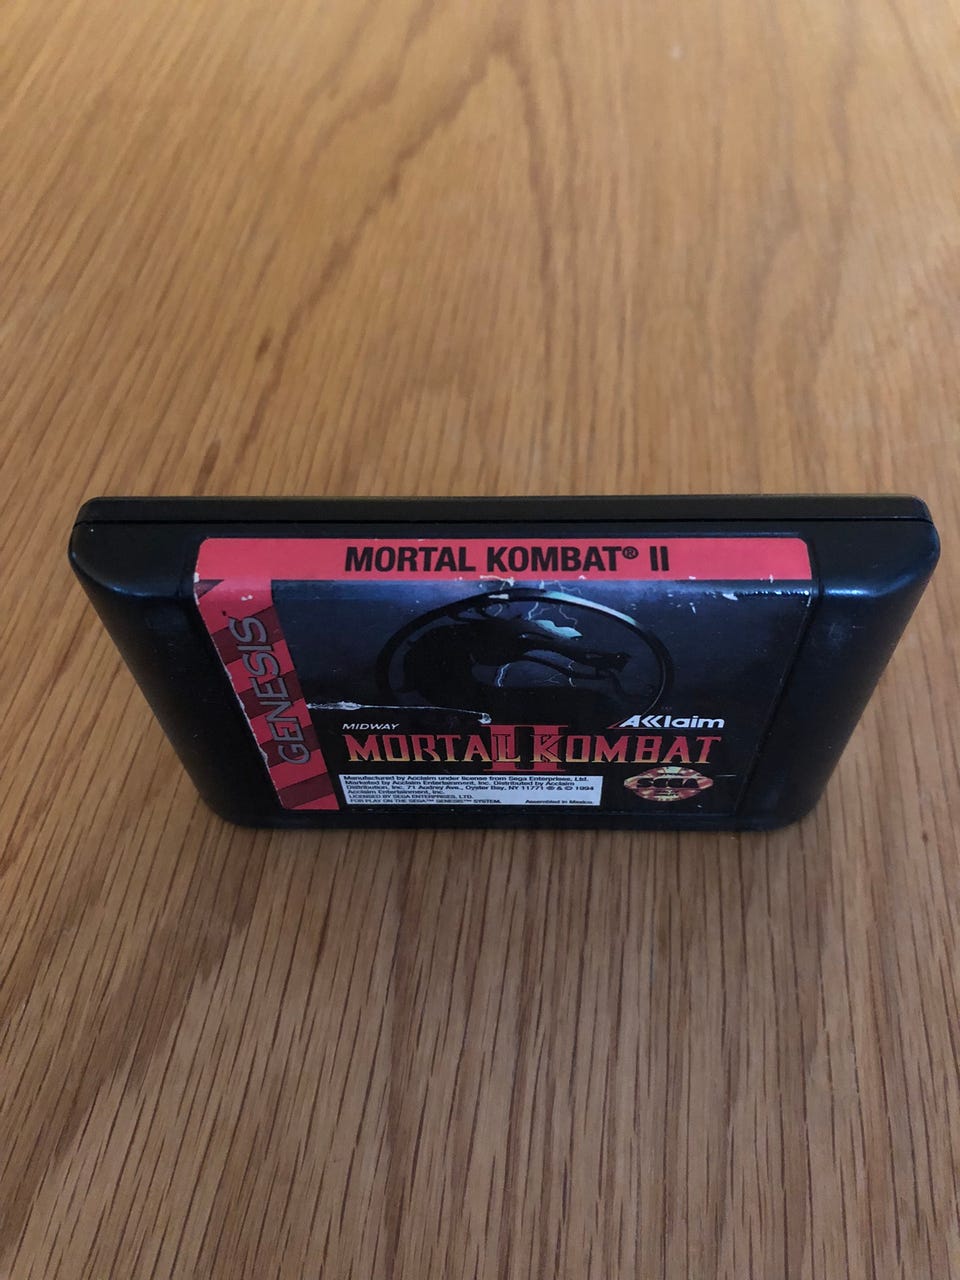 MORTAL KOMBAT® II
GENESIS
MIDWAY
AKklaim
II
MORTAL KOMBAT
Manufactured by Acclaim under license from Sega Enterprises, Ltd.
Marketed by Acclaim Entertainment, Inc. Distributed by Acclaim
Distribution, Inc. 71 Audrey Ave., Oyster Bay, NY 11771 ® & © 1994
Acclaim Entertainment, Inc.
LICENSED BY SEGA ENTERPRISES, LTD.
FOR PLAY ON THE SEGA™ GENESIS™ SYSTEM.
Assembled in Mexico.